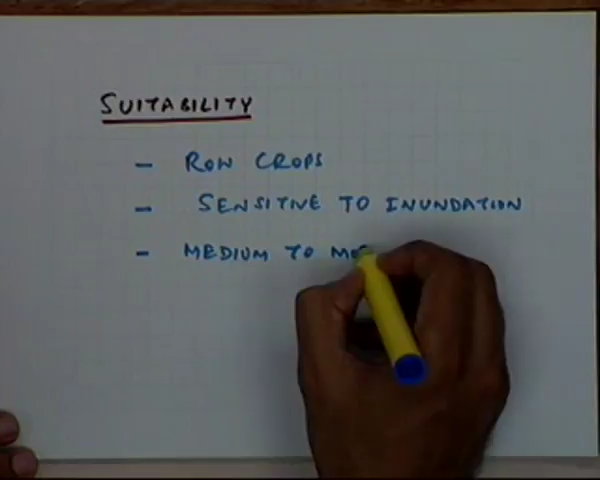 SUITABILITY
- ROW CROPS
- SENSITIVE TO INUNDATION
- MEDIUM TO